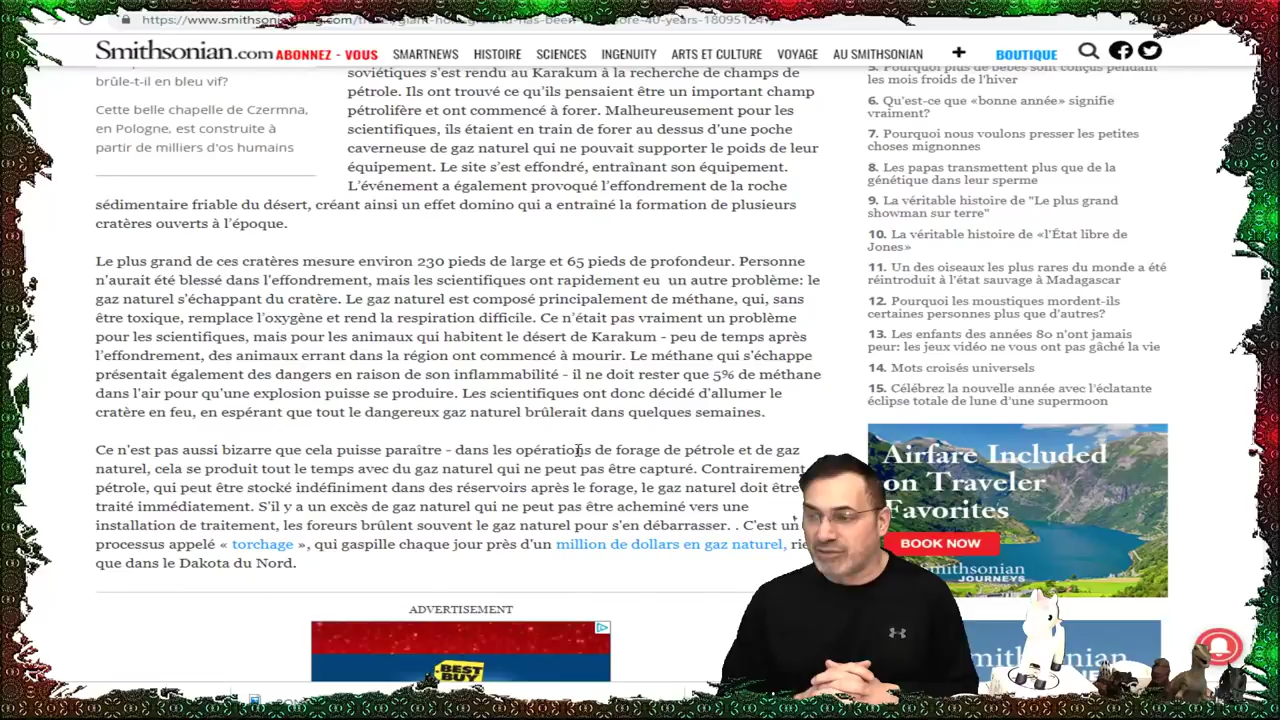 https://www.smithsoni
Smithsonian.com ABONNEZ - VOUS SMARTNEWS HISTOIRE SCIENCES INGENUITY ARTS ET CULTURE VOYAGE AU SMITHSONIAN + BOUTIQUE
brûle-t-il en bleu vif?
Cette belle chapelle de Czermna,
en Pologne, est construite à
partir de milliers d'os humains
soviétiques s'est rendu au Karakum à la recherche de champs de
pétrole. Ils ont trouvé ce qu'ils pensaient être un important champ
pétrolifère et ont commencé à forer. Malheureusement pour les
scientifiques, ils étaient en train de forer au dessus d'une poche
caverneuse de gaz naturel qui ne pouvait supporter le poids de leur
équipement. Le site s'est effondré, entraînant son équipement.
L'événement a également provoqué l'effondrement de la roche
sédimentaire friable du désert, créant ainsi un effet domino qui a entraîné la formation de plusieurs
cratères ouverts à l'époque.
Le plus grand de ces cratères mesure environ 230 pieds de large et 65 pieds de profondeur. Personne
n'aurait été blessé dans l'effondrement, mais les scientifiques ont rapidement eu un autre problème: le
gaz naturel s'échappant du cratère. Le gaz naturel est composé principalement de méthane, qui, sans
être toxique, remplace l'oxygène et rend la respiration difficile. Ce n'était pas vraiment un problème
pour les scientifiques, mais pour les animaux qui habitent le désert de Karakum - peu de temps après
l'effondrement, des animaux errant dans la région ont commencé à mourir. Le méthane qui s'échappe
présentait également des dangers en raison de son inflammabilité - il ne doit rester que 5% de méthane
dans l'air pour qu'une explosion puisse se produire. Les scientifiques ont donc décidé d'allumer le
cratère en feu, en espérant que tout le dangereux gaz naturel brûlerait dans quelques semaines.
Ce n'est pas aussi bizarre que cela puisse paraître - dans les opérations de forage de pétrole et de gaz
naturel, cela se produit tout le temps avec du gaz naturel qui ne peut pas être capturé. Contrairement
pétrole, qui peut être stocké indéfiniment dans des réservoirs après le forage, le gaz naturel doit être
traité immédiatement. S'il y a un excès de gaz naturel qui ne peut pas être acheminé vers une
installation de traitement, les foreurs brûlent souvent le gaz naturel pour s'en débarrasser. . C'est un
processus appelé « torchage », qui gaspille chaque jour près d'un million de dollars en gaz naturel, rie
que dans le Dakota du Nord.
ADVERTISEMENT
BEST
BUY
5. Pourquoi plus de bébés sont conçus pendant
les mois froids de l'hiver
6. Qu'est-ce que «bonne année» signifie
vraiment?
7. Pourquoi nous voulons presser les petites
choses mignonnes
8. Les papas transmettent plus que de la
génétique dans leur sperme
9. La véritable histoire de "Le plus grand
showman sur terre"
10. La véritable histoire de «l'État libre de
Jones»
11. Un des oiseaux les plus rares du monde a été
réintroduit à l'état sauvage à Madagascar
12. Pourquoi les moustiques mordent-ils
certaines personnes plus que d'autres?
13. Les enfants des années 80 n'ont jamais
peur: les jeux vidéo ne vous ont pas gâché la vie
14. Mots croisés universels
15. Célébrez la nouvelle année avec l'éclatante
éclipse totale de lune d'une supermoon
Airfare Included
on Traveler
Favorites
BOOK NOW
mithsonian
JOURNEYS
mithsonian